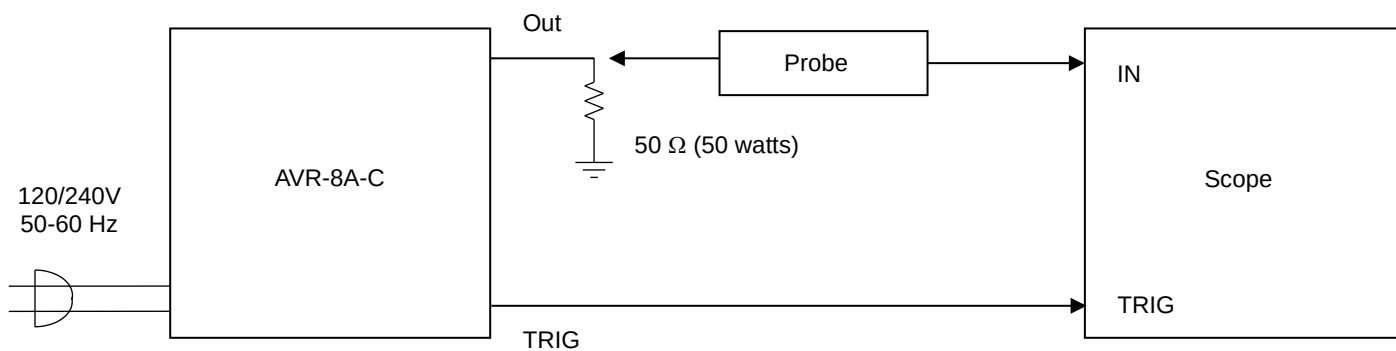 Out
Probe
IN
50 Ω (50 watts)
AVR-8A-C
Scope
120/240V
50-60 Hz
TRIG
TRIG